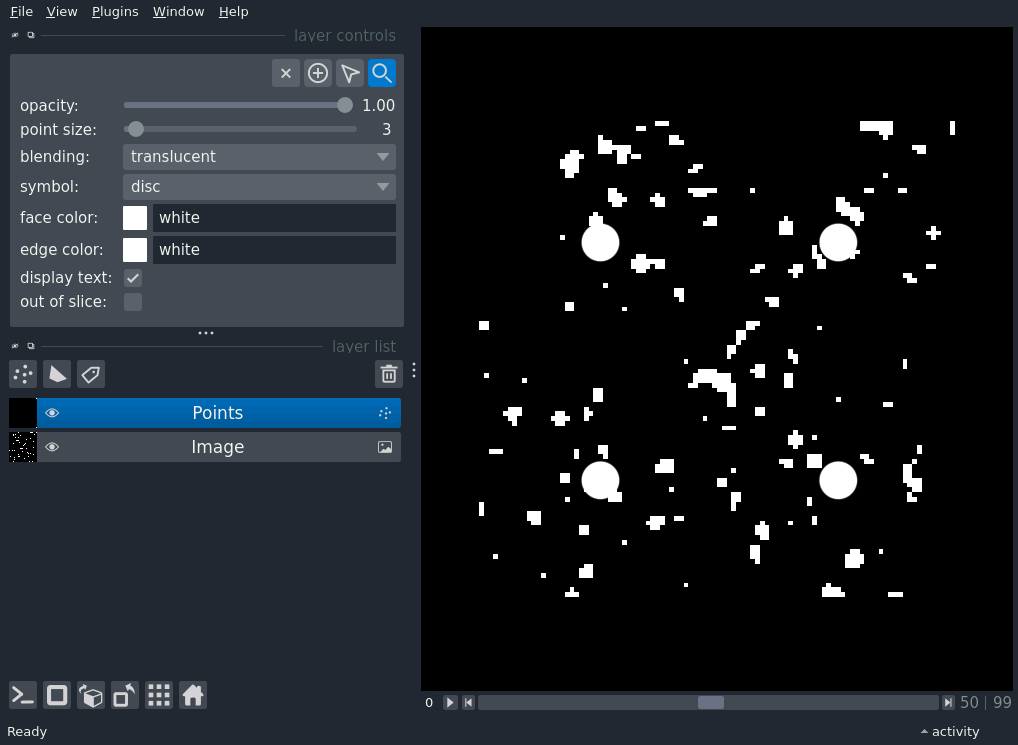 File View Plugins Window Help
layer controls
opacity: 1.00
point size: 3
blending: translucent
symbol: disc
face color: white
edge color: white
display text:
out of slice:
layer list
Points
Image
0 50 | 99
Ready activity